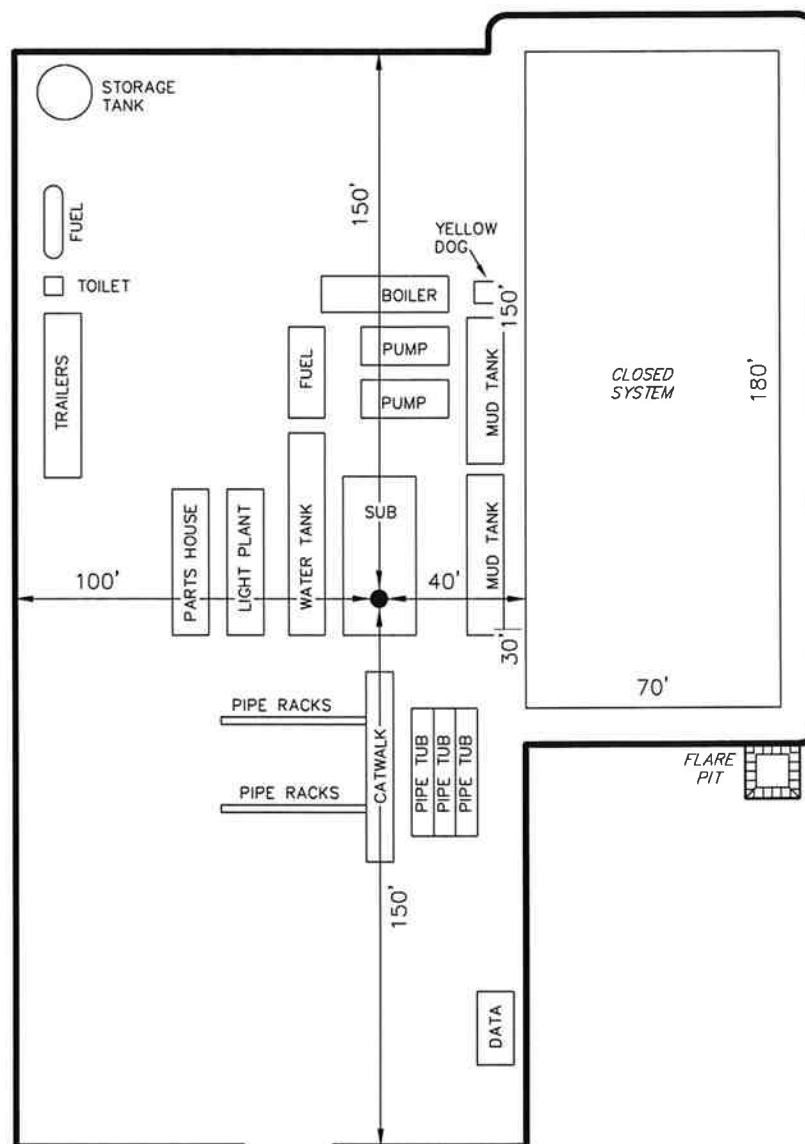 STORAGE
TANK
150'
FUEL
YELLOW
DOG
TOILET
BOILER
150'
TRAILERS
FUEL
PUMP
PUMP
MUD TANK
CLOSED
SYSTEM
180'
PARTS HOUSE
LIGHT PLANT
WATER TANK
SUB
MUD TANK
100'
40'
30'
70'
PIPE RACKS
CATWALK
PIPE TUB
PIPE TUB
PIPE TUB
FLARE
PIT
PIPE RACKS
150'
DATA